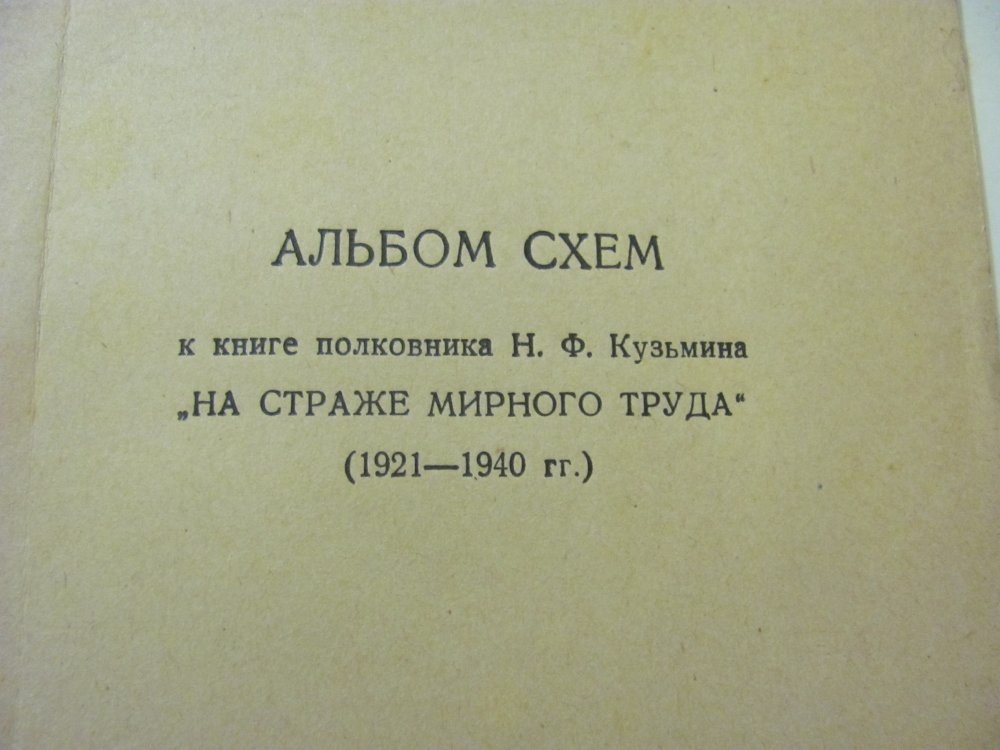 АЛЬБОМ СХЕМ
к книге полковника Н. Ф. Кузьмина
„НА СТРАЖЕ МИРНОГО ТРУДА“
(1921—1940 гг.)